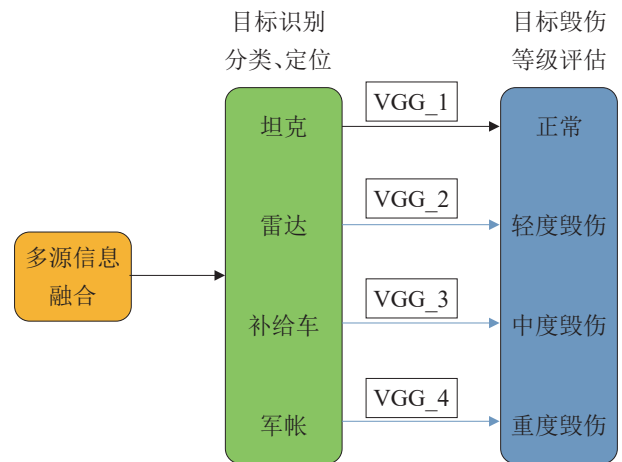 目标识别
分类、定位
目标毁伤
等级评估
坦克
VGG_1
正常
雷达
VGG_2
轻度毁伤
多源信息
融合
补给车
VGG_3
中度毁伤
军帐
VGG_4
重度毁伤